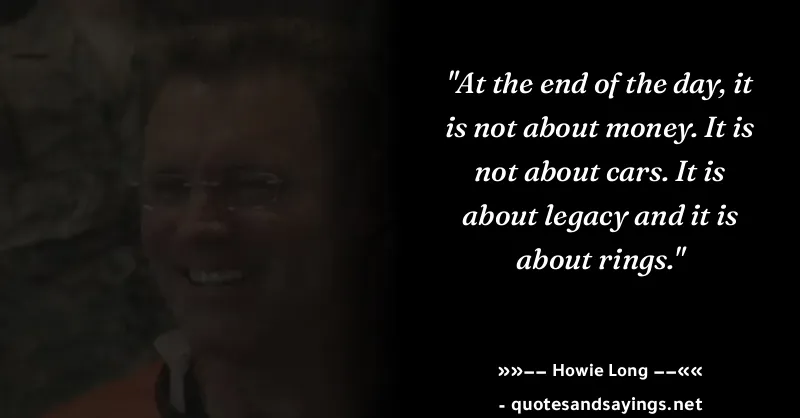 "At the end of the day, it
is not about money. It is
not about cars. It is
about legacy and it is
about rings."
»»−− Howie Long −−««
- quotesandsayings.net